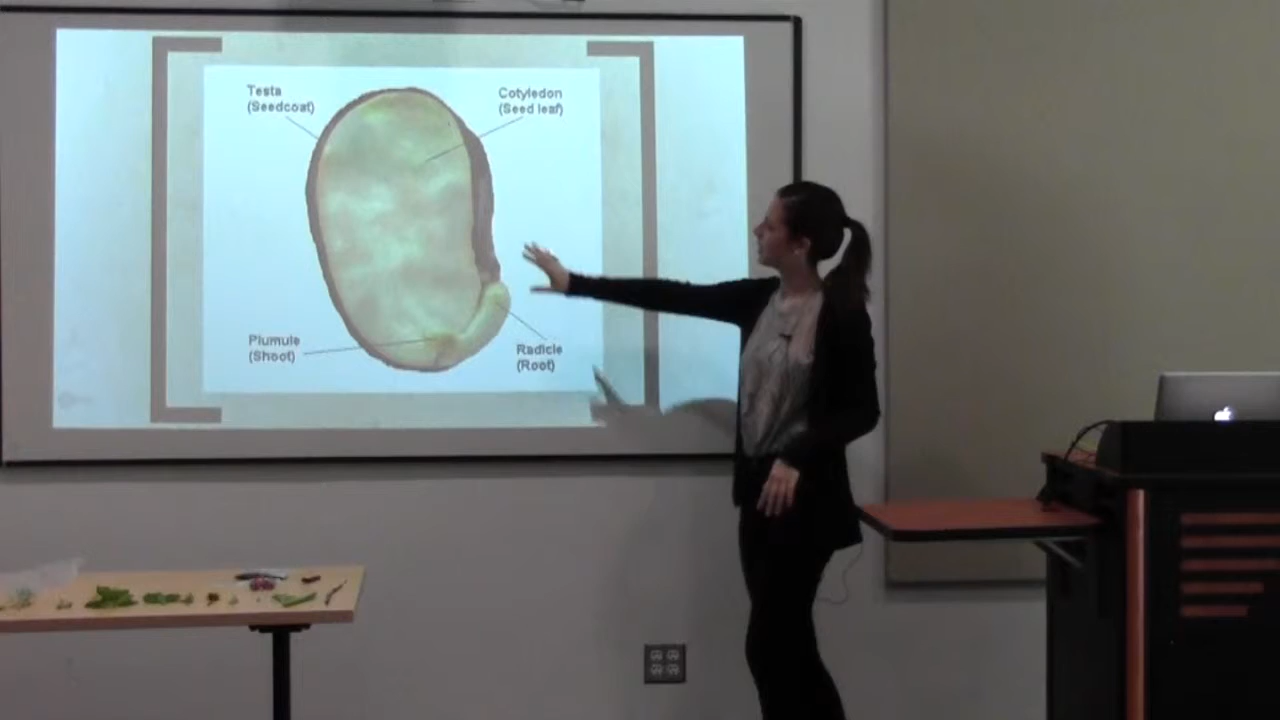 Testa
(Seedcoat)
Cotyledon
(Seed leaf)
Plumule
(Shoot)
Radicle
(Root)